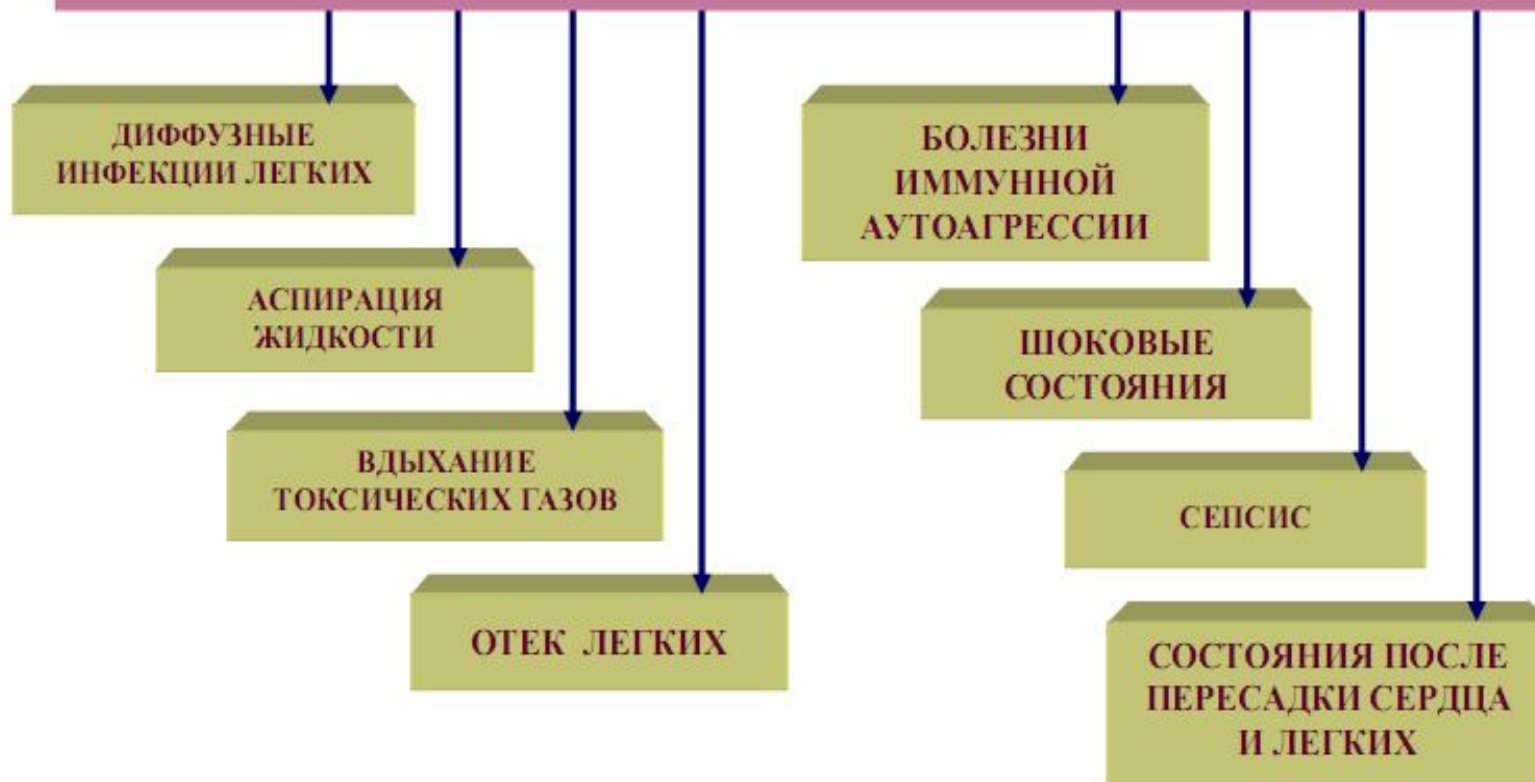 ДИФФУЗНЫЕ
ИНФЕКЦИИ ЛЕГКИХ
АСПИРАЦИЯ
ЖИДКОСТИ
ВДЫХАНИЕ
ТОКСИЧЕСКИХ ГАЗОВ
ОТЕК ЛЕГКИХ
БОЛЕЗНИ
ИММУННОЙ
АУТОАГРЕССИИ
ШОКОВЫЕ
СОСТОЯНИЯ
СЕПСИС
СОСТОЯНИЯ ПОСЛЕ
ПЕРЕСАДКИ СЕРДЦА
И ЛЕГКИХ